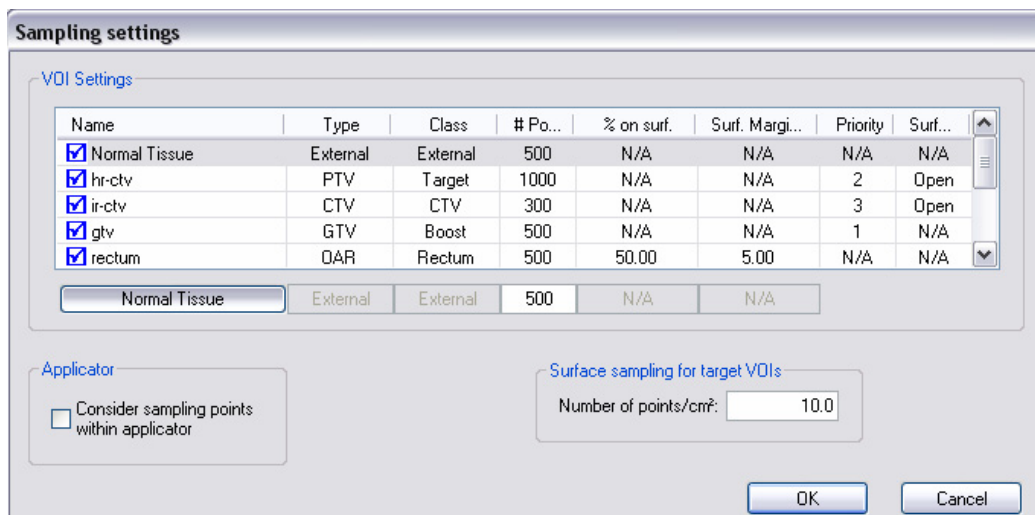 Sampling settings
VOI Settings
Name Type Class # Po... % on surf. Surf. Margi... Priority Surf...
Normal Tissue External External 500 N/A N/A N/A N/A
hr-ctv PTV Target 1000 N/A N/A 2 Open
ir-ctv CTV CTV 300 N/A N/A 3 Open
gtv GTV Boost 500 N/A N/A 1 N/A
rectum OAR Rectum 500 50.00 5.00 N/A N/A
Normal Tissue External External 500 N/A N/A
Applicator
Consider sampling points
within applicator
Surface sampling for target VOIs
Number of points/cm²: 10.0
OK Cancel